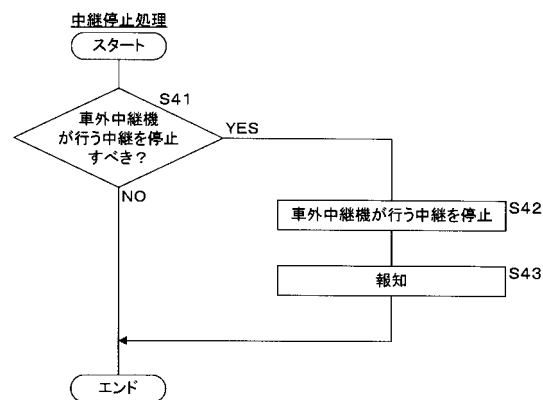 中継停止処理
スタート
S41
車外中継機
が行う中継を停止
すべき？
YES
NO
車外中継機が行う中継を停止
S42
報知
S43
エンド